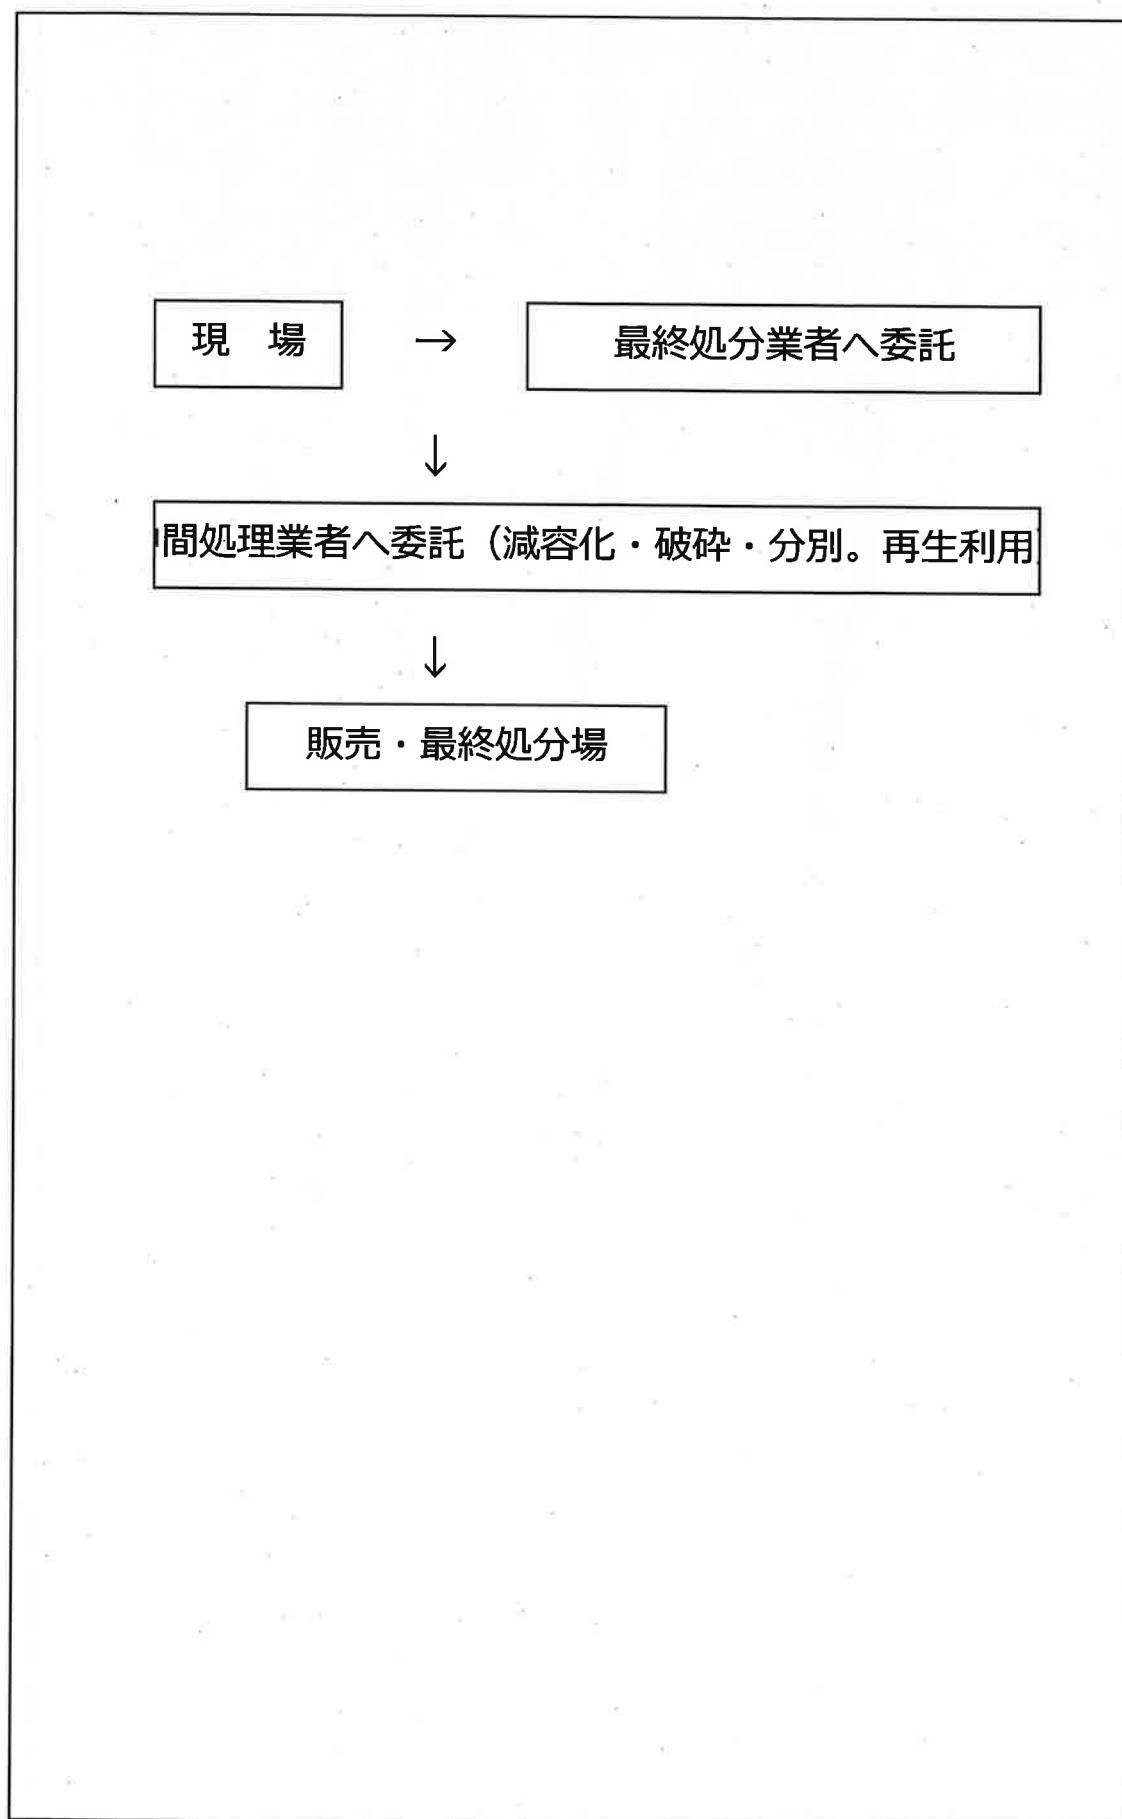 現　場 → 最終処分業者へ委託
↓
間処理業者へ委託（減容化・破砕・分別。再生利用
↓
販売・最終処分場